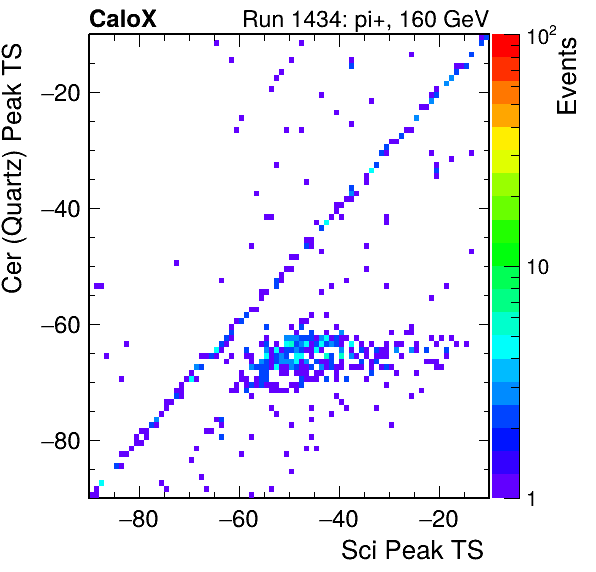 CaloX Run 1434: pi+, 160 GeV
Cer (Quartz) Peak TS
−20
−40
−60
−80
−80 −60 −40 −20
Sci Peak TS
10²
10
1
Events